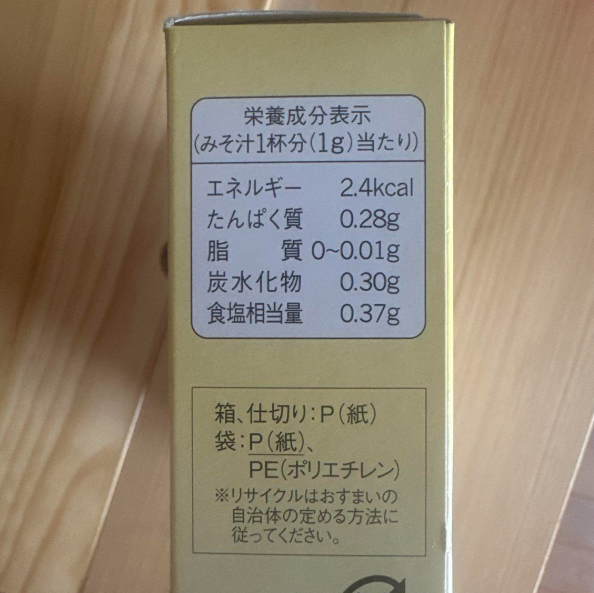 栄養成分表示
(みそ汁1杯分(1g)当たり)
エネルギー 2.4kcal
たんぱく質 0.28g
脂 質 0~0.01g
炭水化物 0.30g
食塩相当量 0.37g
箱、仕切り:P(紙)
袋:P(紙)、
PE(ポリエチレン)
※リサイクルはおすまいの
自治体の定める方法に
従ってください。